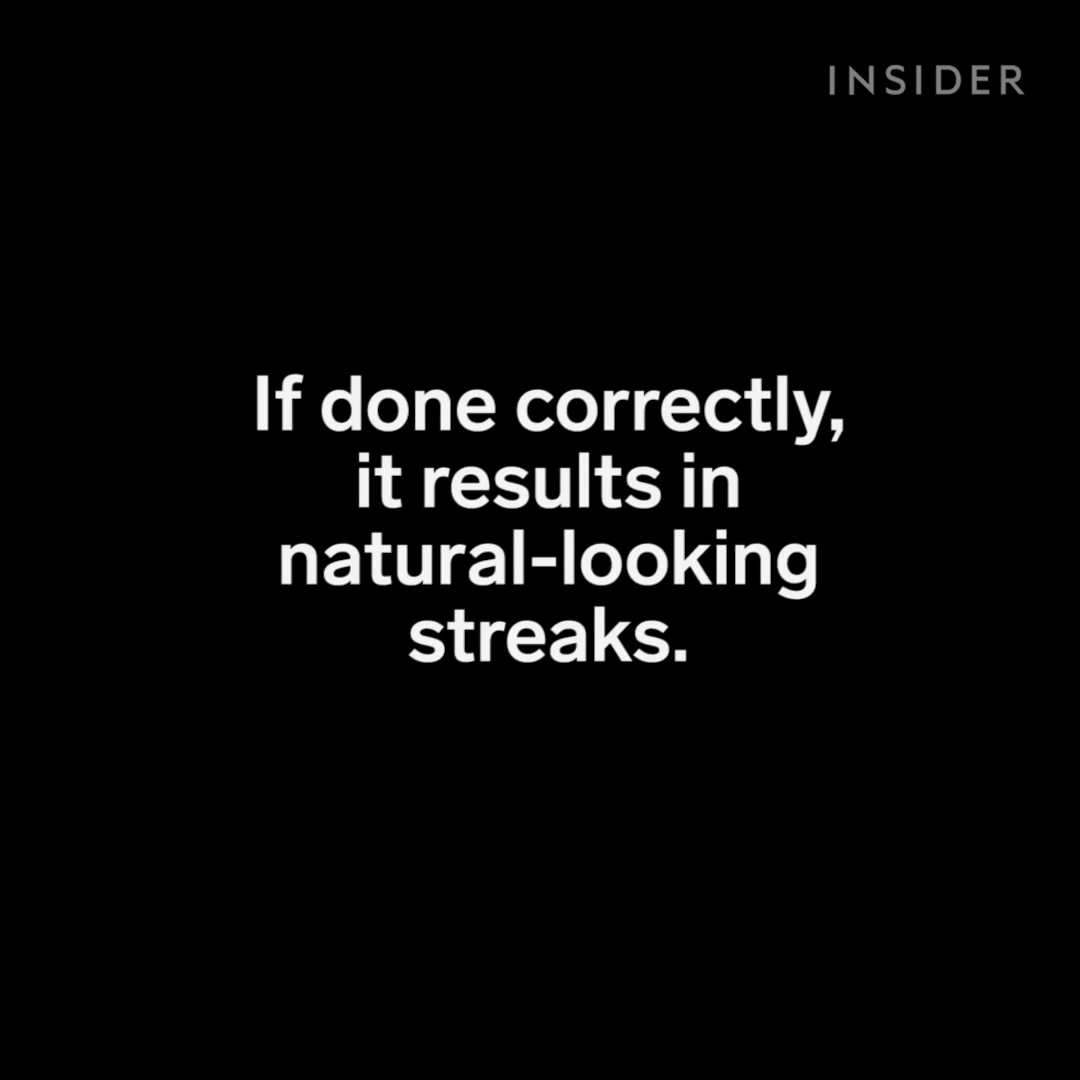 INSIDER
If done correctly,
it results in
natural-looking
streaks.